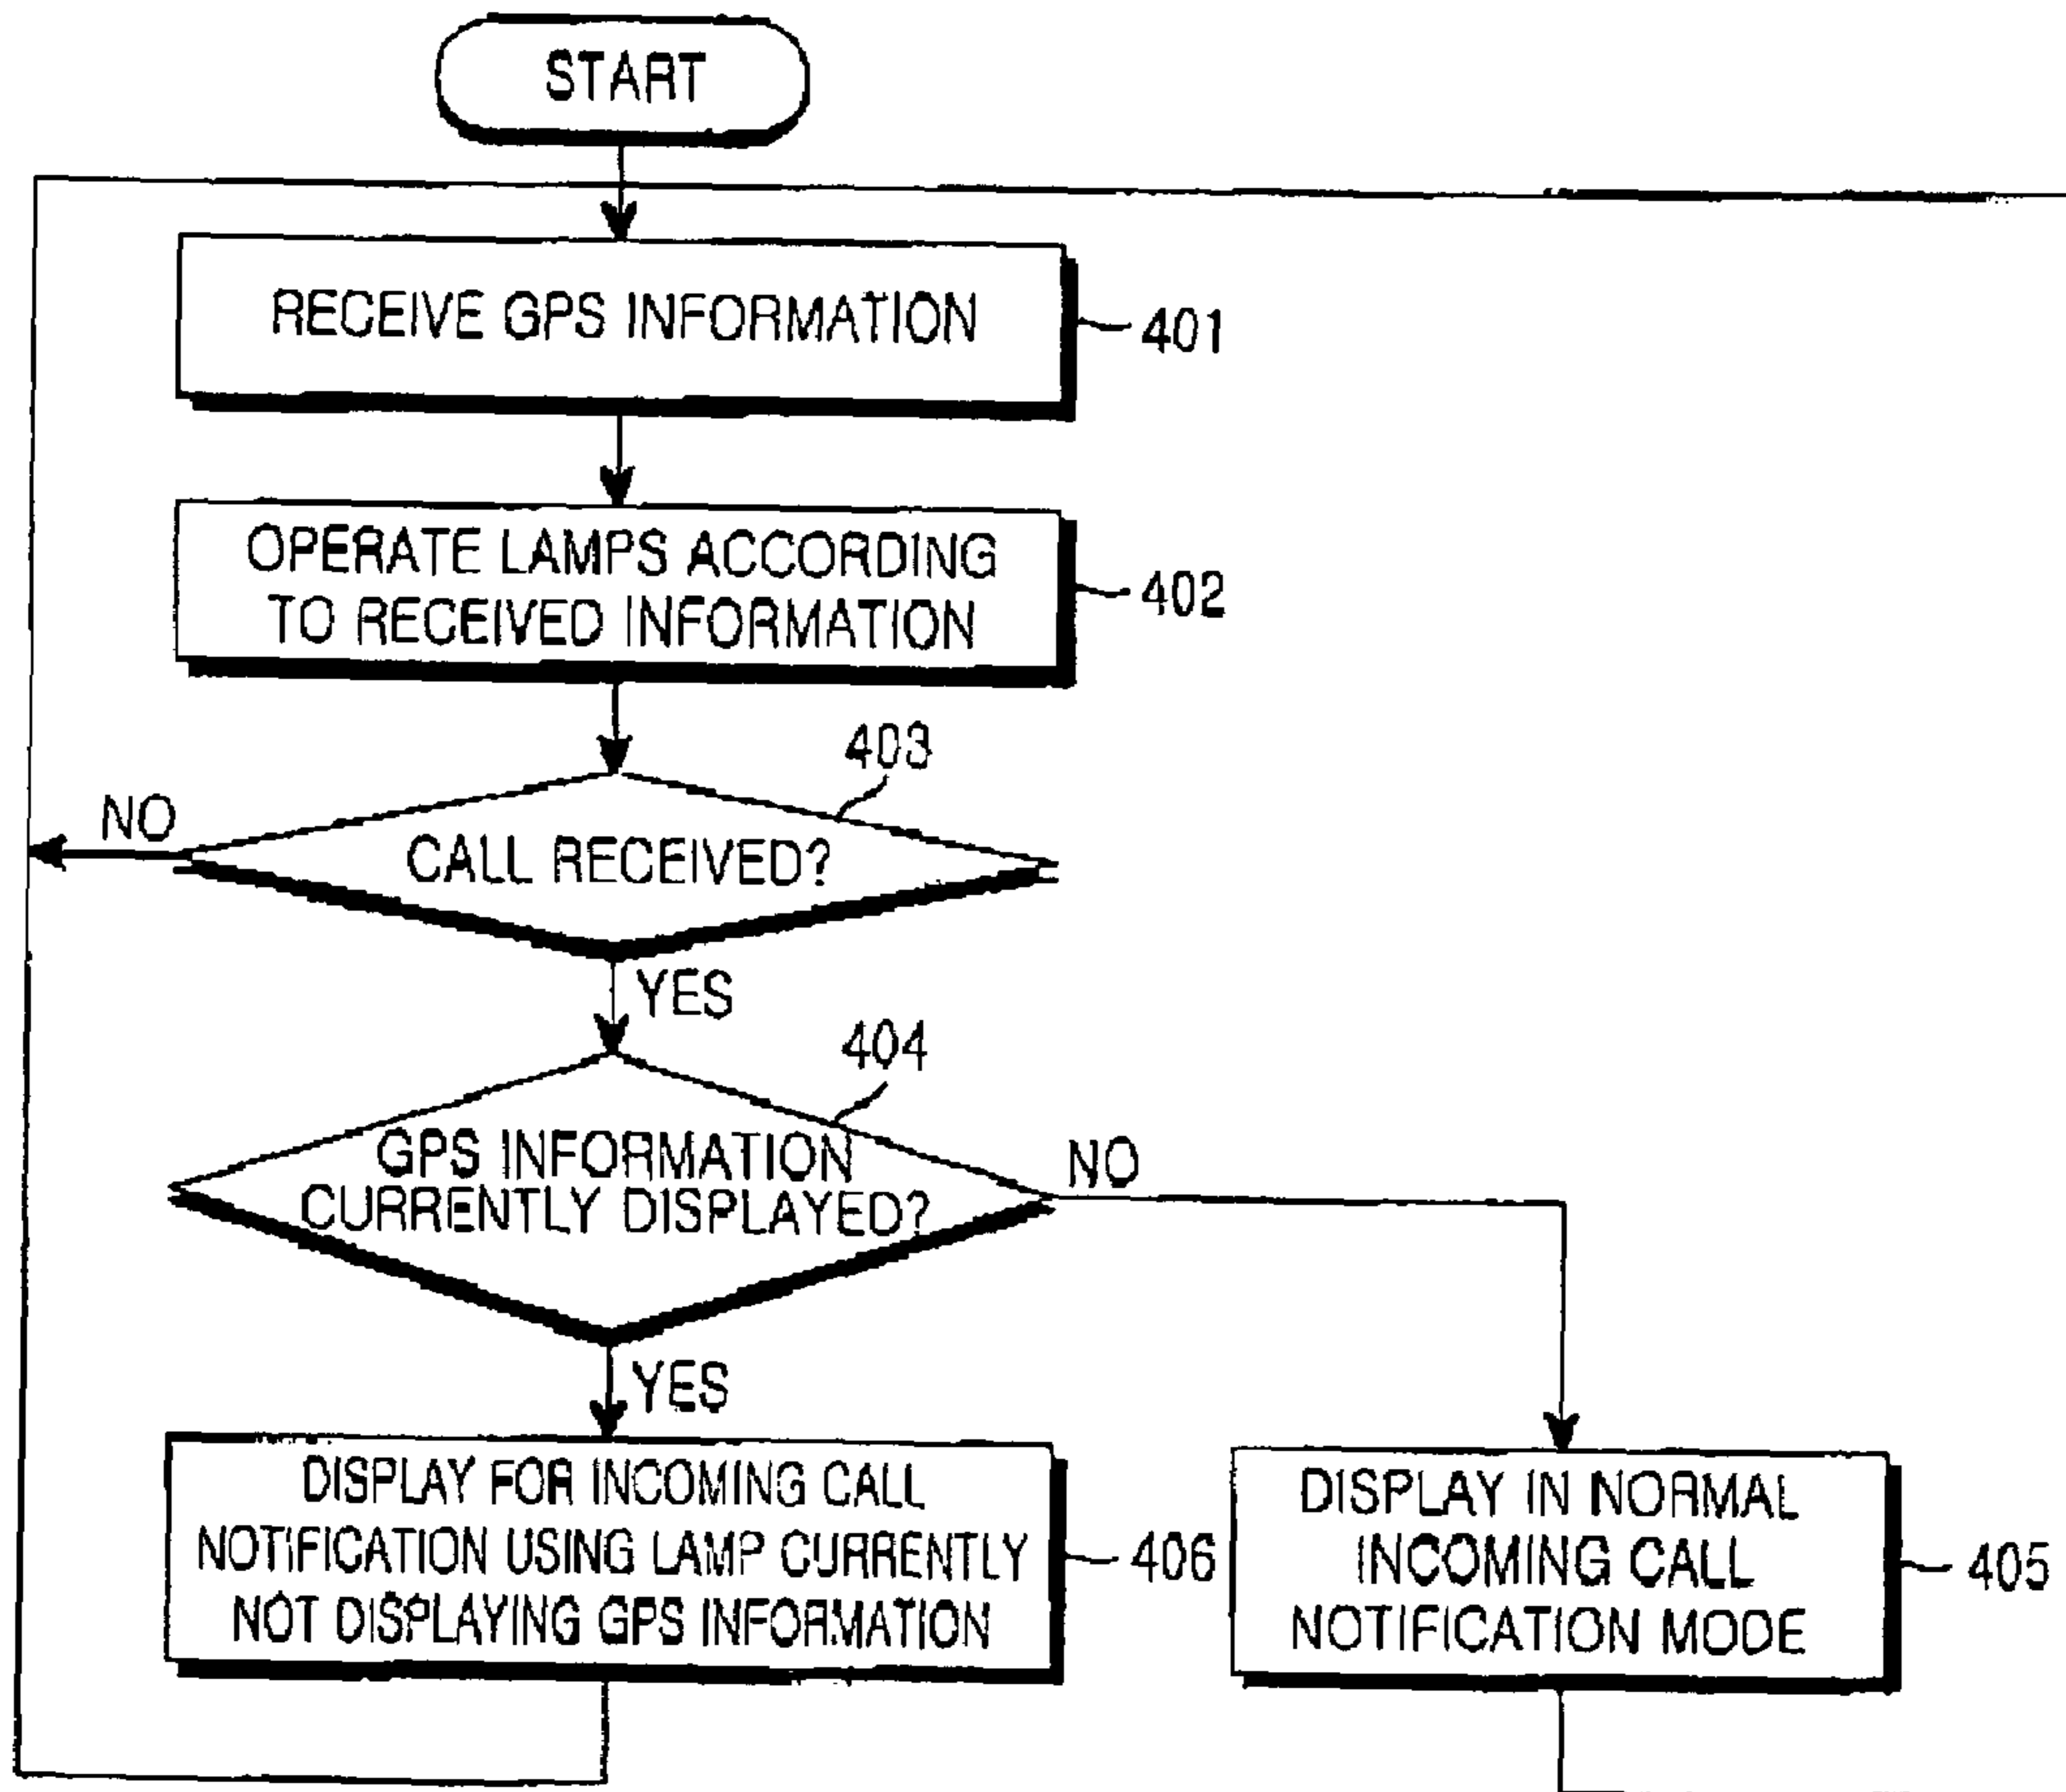 START
RECEIVE GPS INFORMATION
401
OPERATE LAMPS ACCORDING
TO RECEIVED INFORMATION
402
403
NO
CALL RECEIVED?
YES
404
GPS INFORMATION
CURRENTLY DISPLAYED?
NO
YES
DISPLAY FOR INCOMING CALL
NOTIFICATION USING LAMP CURRENTLY
NOT DISPLAYING GPS INFORMATION
406
DISPLAY IN NORMAL
INCOMING CALL
NOTIFICATION MODE
405